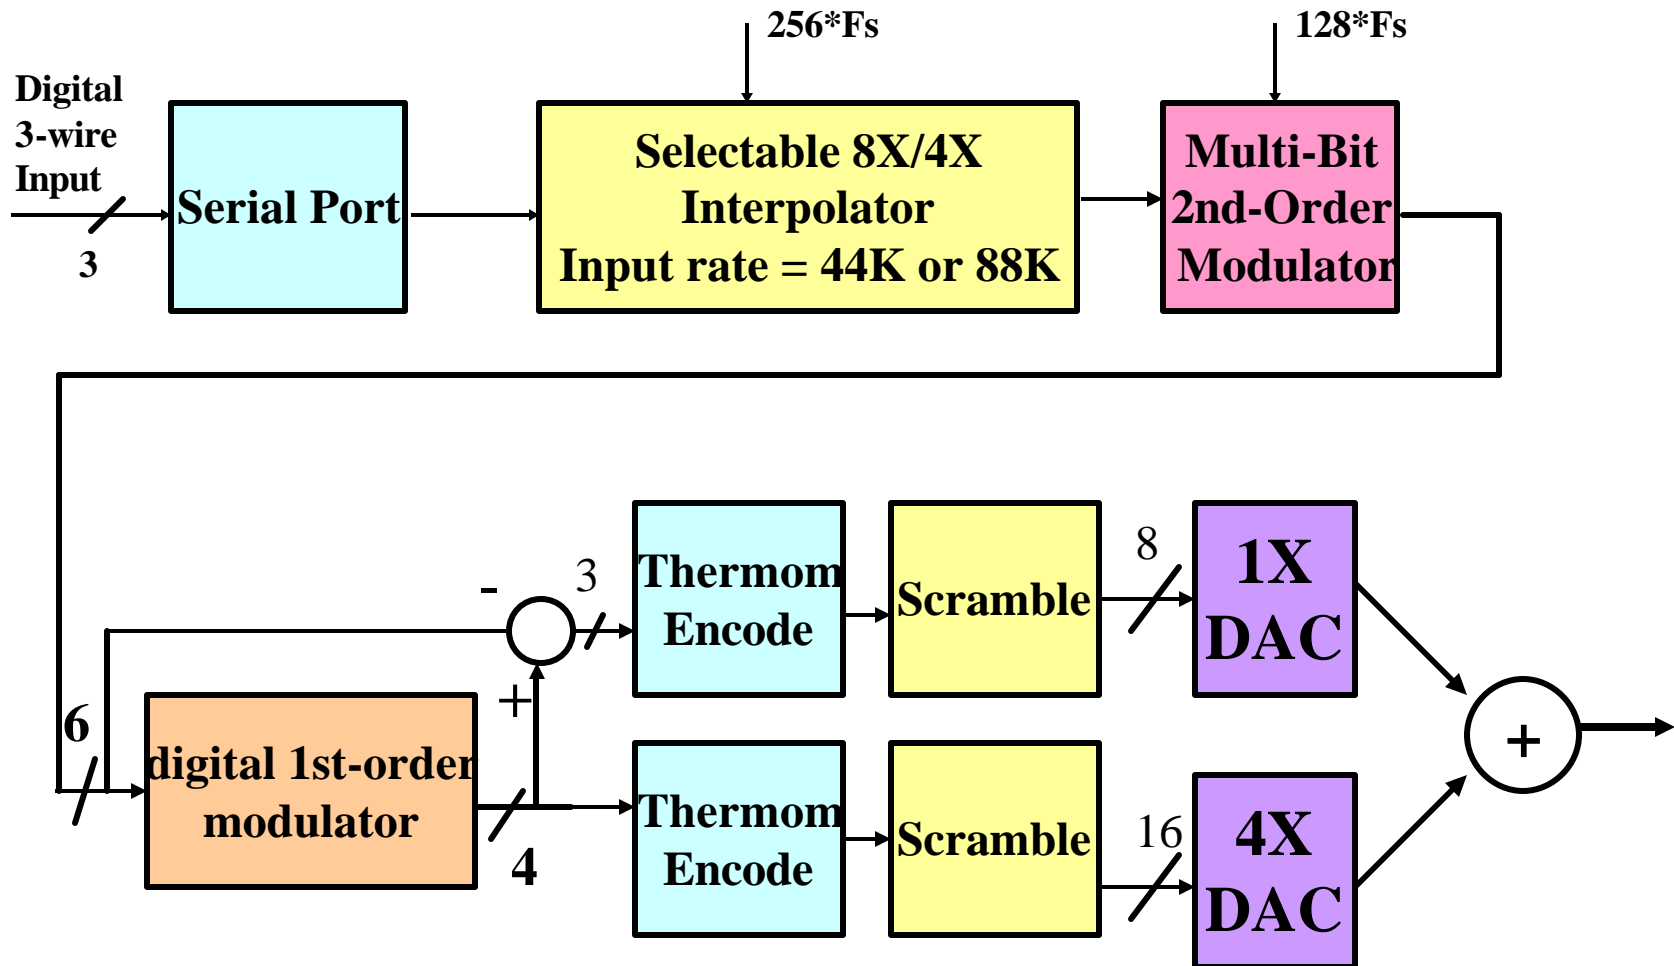 256*Fs
128*Fs
Digital
3-wire
Input
3
Serial Port
Selectable 8X/4X
Interpolator
Input rate = 44K or 88K
Multi-Bit
2nd-Order
Modulator
6
digital 1st-order
modulator
4
-
+
3
Thermom
Encode
Scramble
8
1X
DAC
Thermom
Encode
Scramble
16
4X
DAC
+